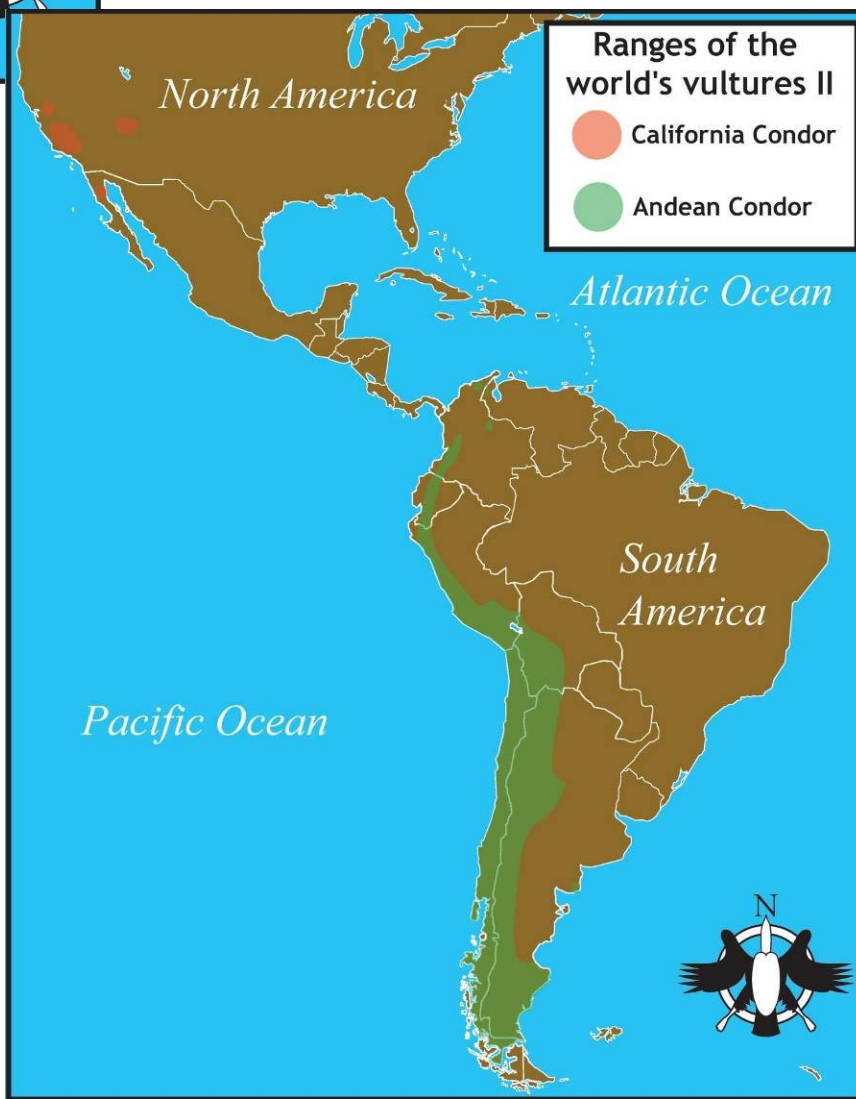 Ranges of the
world's vultures II
California Condor
Andean Condor
North America
Atlantic Ocean
South
America
Pacific Ocean
N